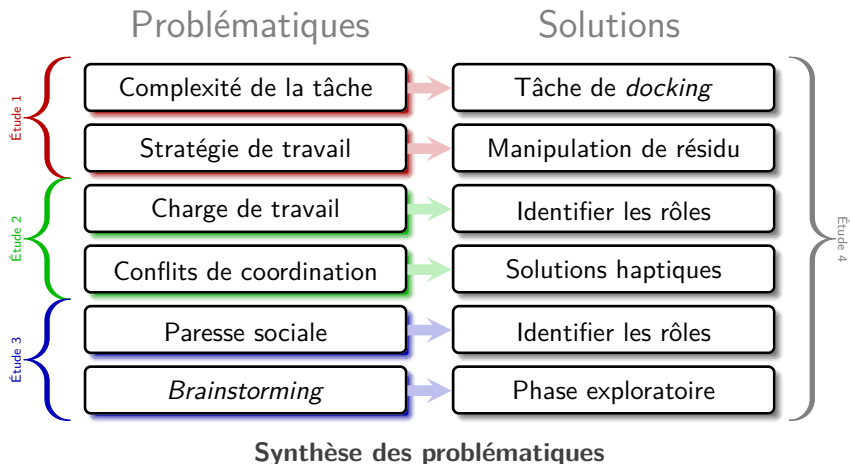 Problématiques
Solutions
Étude 1
Complexité de la tâche
Tâche de docking
Stratégie de travail
Manipulation de résidu
Étude 2
Charge de travail
Identifier les rôles
Conflits de coordination
Solutions haptiques
Étude 3
Paresse sociale
Identifier les rôles
Brainstorming
Phase exploratoire
Étude 4
Synthèse des problématiques